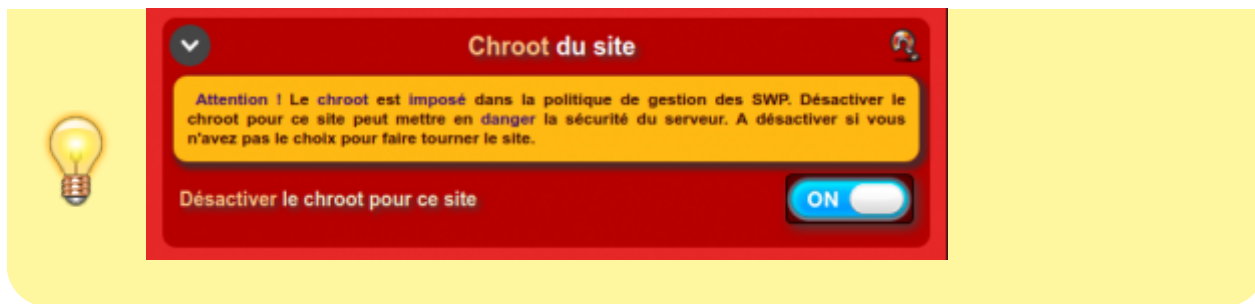 Chroot du site
Attention ! Le chroot est imposé dans la politique de gestion des SWP. Désactiver le
chroot pour ce site peut mettre en danger la sécurité du serveur. A désactiver si vous
n'avez pas le choix pour faire tourner le site.
Désactiver le chroot pour ce site
ON